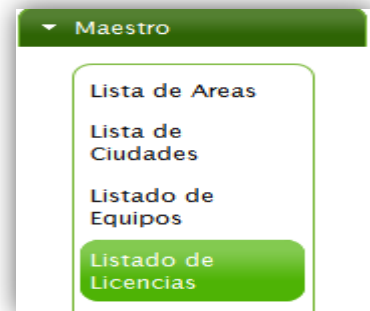 Maestro
Lista de Areas
Lista de
Ciudades
Listado de
Equipos
Listado de
Licencias